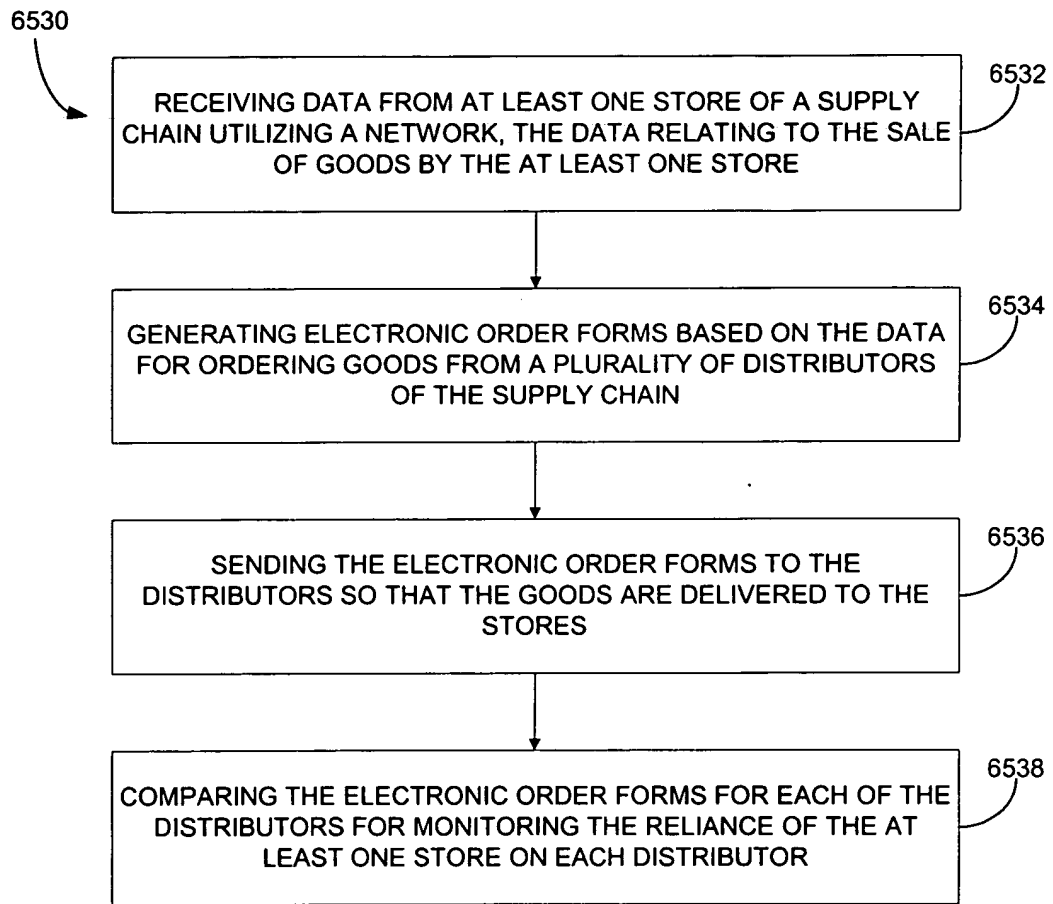 6530
6532
RECEIVING DATA FROM AT LEAST ONE STORE OF A SUPPLY
CHAIN UTILIZING A NETWORK, THE DATA RELATING TO THE SALE
OF GOODS BY THE AT LEAST ONE STORE
6534
GENERATING ELECTRONIC ORDER FORMS BASED ON THE DATA
FOR ORDERING GOODS FROM A PLURALITY OF DISTRIBUTORS
OF THE SUPPLY CHAIN
6536
SENDING THE ELECTRONIC ORDER FORMS TO THE
DISTRIBUTORS SO THAT THE GOODS ARE DELIVERED TO THE
STORES
6538
COMPARING THE ELECTRONIC ORDER FORMS FOR EACH OF THE
DISTRIBUTORS FOR MONITORING THE RELIANCE OF THE AT
LEAST ONE STORE ON EACH DISTRIBUTOR